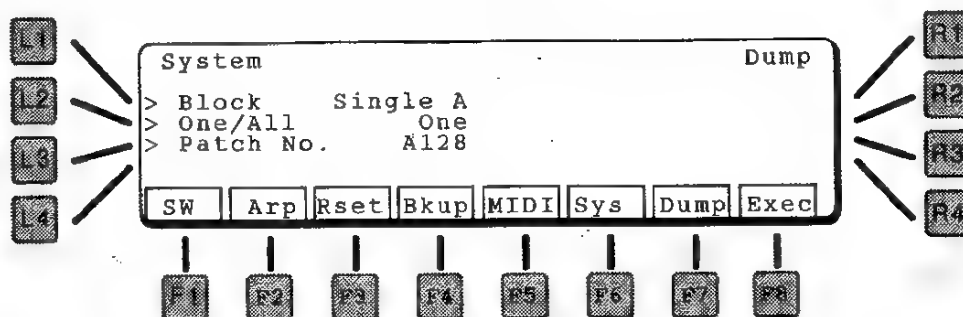 L1
R1
System Dump
L2
R2
> Block Single A
> One/All One
> Patch No. A128
L3
R3
L4
R4
SW Arp Rset Bkup MIDI Sys Dump Exec
F1 F2 F3 F4 F5 F6 F7 F8